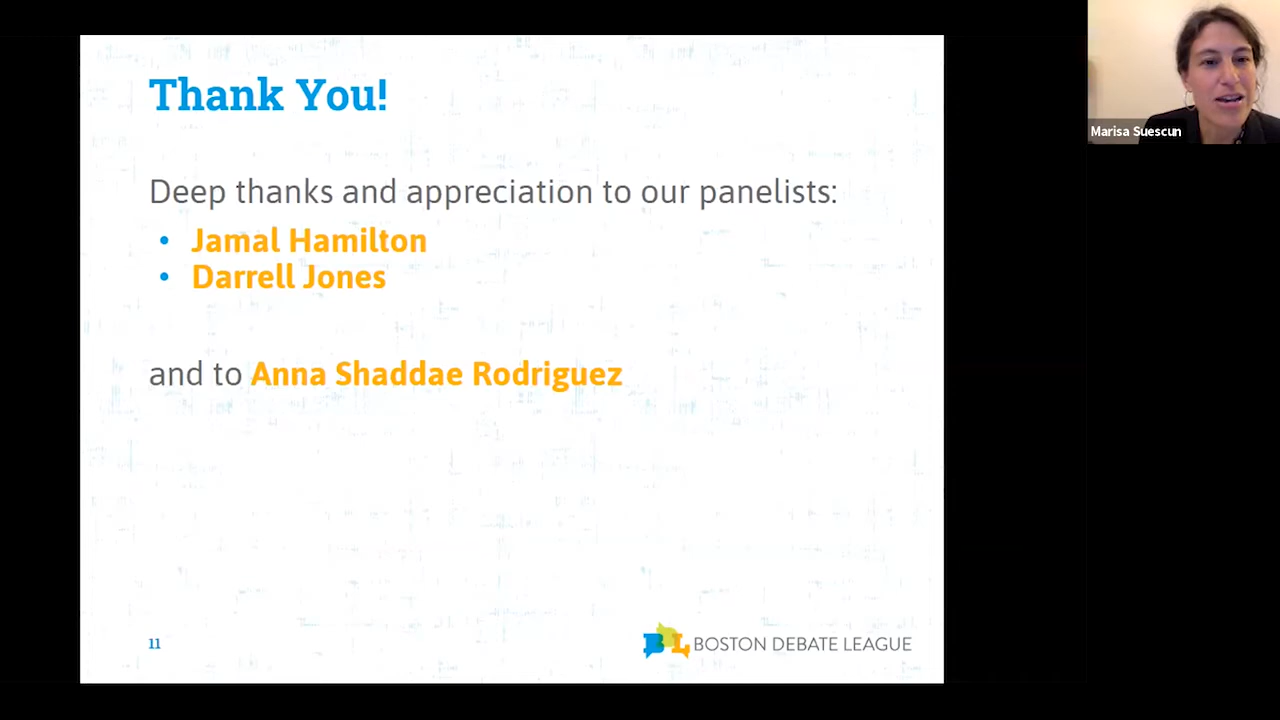 Thank You!
Deep thanks and appreciation to our panelists:
• Jamal Hamilton
• Darrell Jones
and to Anna Shaddae Rodriguez
11
BDL BOSTON DEBATE LEAGUE
Marisa Suescun